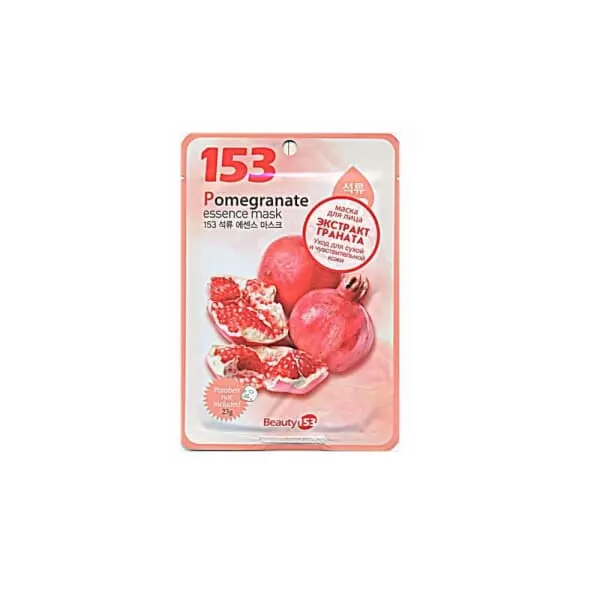 153
Pomegranate
essence mask
153 석류 에센스 마스크
석류
маска
для лица
ЭКСТРАКТ
ГРАНАТА
Уход для сухой
и чувствительной
кожи
Paraben
not
included
23g
Beauty 153